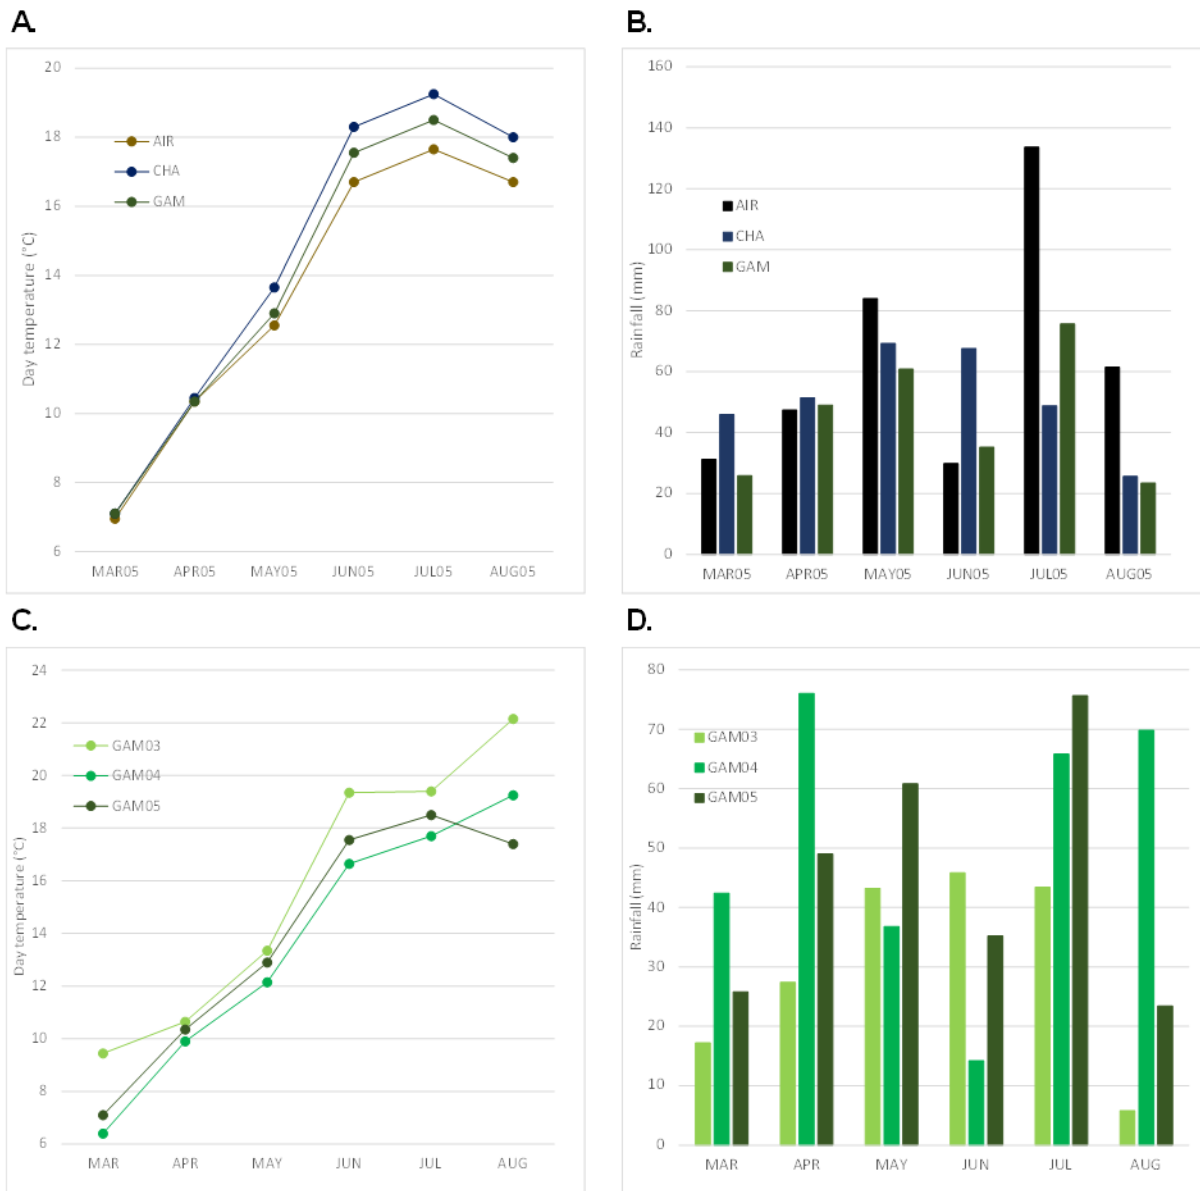 A.
20
18
16
14
12
10
8
6
Day temperature (°C)
AIR
CHA
GAM
MAR05 APR05 MAY05 JUN05 JUL05 AUG05
B.
160
140
120
100
80
60
40
20
0
Rainfall (mm)
AIR
CHA
GAM
MAR05 APR05 MAY05 JUN05 JUL05 AUG05
C.
24
22
20
18
16
14
12
10
8
6
Day temperature (°C)
GAM03
GAM04
GAM05
MAR APR MAY JUN JUL AUG
D.
80
70
60
50
40
30
20
10
0
Rainfall (mm)
GAM03
GAM04
GAM05
MAR APR MAY JUN JUL AUG